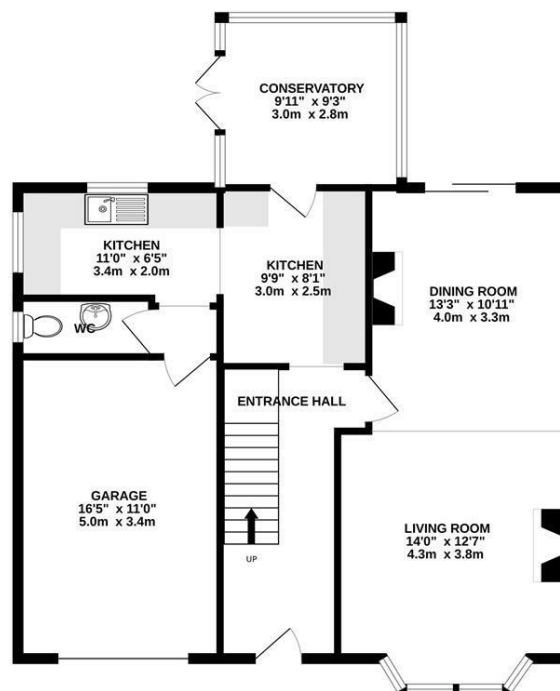 CONSERVATORY
9'11" x 9'3"
3.0m x 2.8m
KITCHEN
11'0" x 6'5"
3.4m x 2.0m
KITCHEN
9'9" x 8'1"
3.0m x 2.5m
DINING ROOM
13'3" x 10'11"
4.0m x 3.3m
WC
ENTRANCE HALL
GARAGE
16'5" x 11'0"
5.0m x 3.4m
LIVING ROOM
14'0" x 12'7"
4.3m x 3.8m
UP